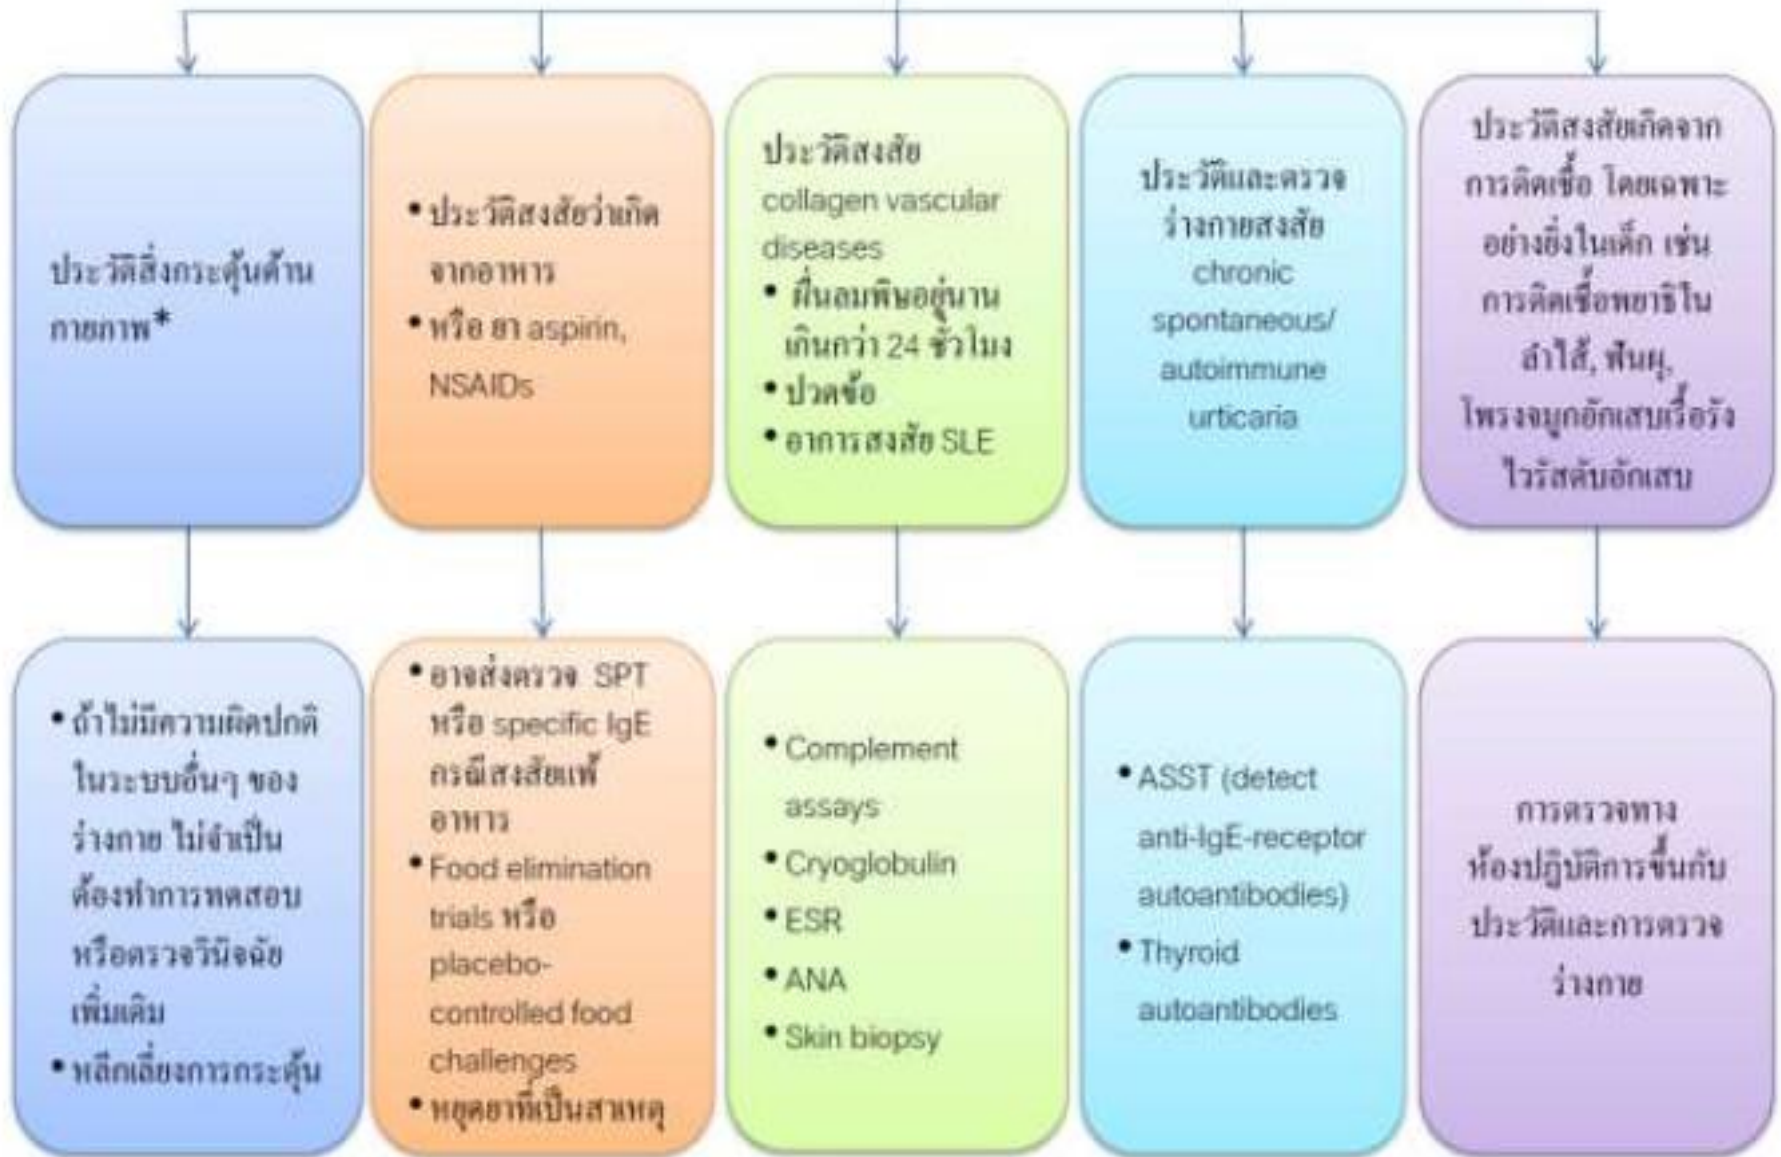 ประวัติสิ่งกระตุ้นด้าน
กายภาพ*
• ประวัติสงสัยว่าเกิด
จากอาหาร
• หรือ ยา aspirin,
NSAIDs
ประวัติสงสัย
collagen vascular
diseases
• ผื่นลมพิษอยู่นาน
เกินกว่า 24 ชั่วโมง
• ปวดข้อ
• อาการสงสัย SLE
ประวัติและตรวจ
ร่างกายสงสัย
chronic
spontaneous/
autoimmune
urticaria
ประวัติสงสัยเกิดจาก
การติดเชื้อ โดยเฉพาะ
อย่างยิ่งในเด็ก เช่น
การติดเชื้อพยาธิใน
ลำไส้, ฟันผุ,
โพรงจมูกอักเสบเรื้อรัง
ไวรัสตับอักเสบ
• ถ้าไม่มีความผิดปกติ
ในระบบอื่นๆ ของ
ร่างกาย ไม่จำเป็น
ต้องทำการทดสอบ
หรือตรวจวินิจฉัย
เพิ่มเติม
• หลีกเลี่ยงการกระตุ้น
• อาจส่งตรวจ SPT
หรือ specific IgE
กรณีสงสัยแพ้
อาหาร
• Food elimination
trials หรือ
placebo-
controlled food
challenges
• หยุดยาที่เป็นสาเหตุ
• Complement
assays
• Cryoglobulin
• ESR
• ANA
• Skin biopsy
• ASST (detect
anti-IgE-receptor
autoantibodies)
• Thyroid
autoantibodies
การตรวจทาง
ห้องปฏิบัติการขึ้นกับ
ประวัติและการตรวจ
ร่างกาย